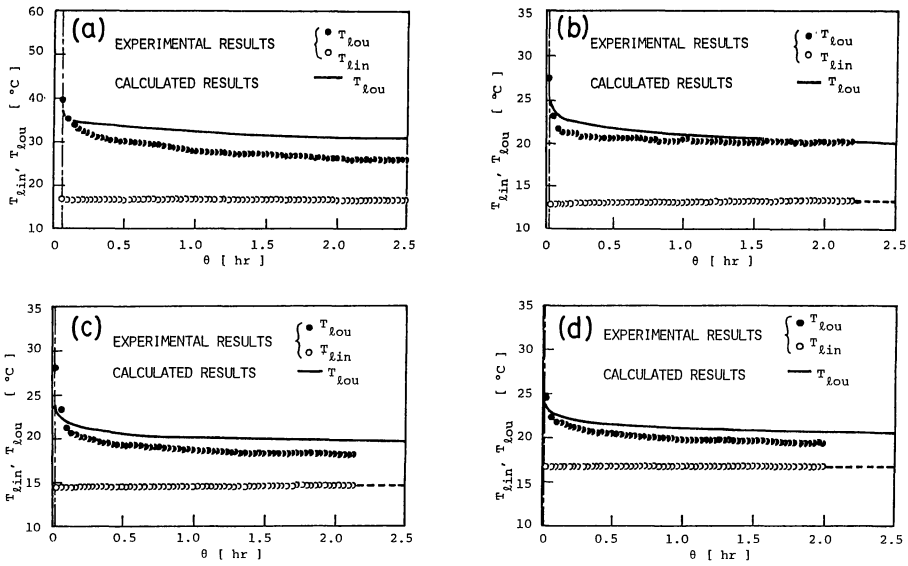 60
50
40
30
20
10
T_lin, T_lou [ °C ]
(a)
EXPERIMENTAL RESULTS { ● T_ℓou
○ T_ℓin
CALCULATED RESULTS — T_ℓou
0 0.5 1.0 1.5 2.0 2.5
θ [ hr ]
35
30
25
20
15
10
T_ℓin, T_ℓou [ °C ]
(b)
EXPERIMENTAL RESULTS { ● T_ℓou
○ T_ℓin
CALCULATED RESULTS — T_ℓou
0 0.5 1.0 1.5 2.0 2.5
θ [ hr ]
35
30
25
20
15
10
T_ℓin, T_ℓou [ °C ]
(c)
EXPERIMENTAL RESULTS { ● T_ℓou
○ T_ℓin
CALCULATED RESULTS — T_ℓou
0 0.5 1.0 1.5 2.0 2.5
θ [ hr ]
35
30
25
20
15
10
T_ℓin, T_ℓou [ °C ]
(d)
EXPERIMENTAL RESULTS { ● T_ℓou
○ T_ℓin
CALCULATED RESULTS — T_ℓou
0 0.5 1.0 1.5 2.0 2.5
θ [ hr ]